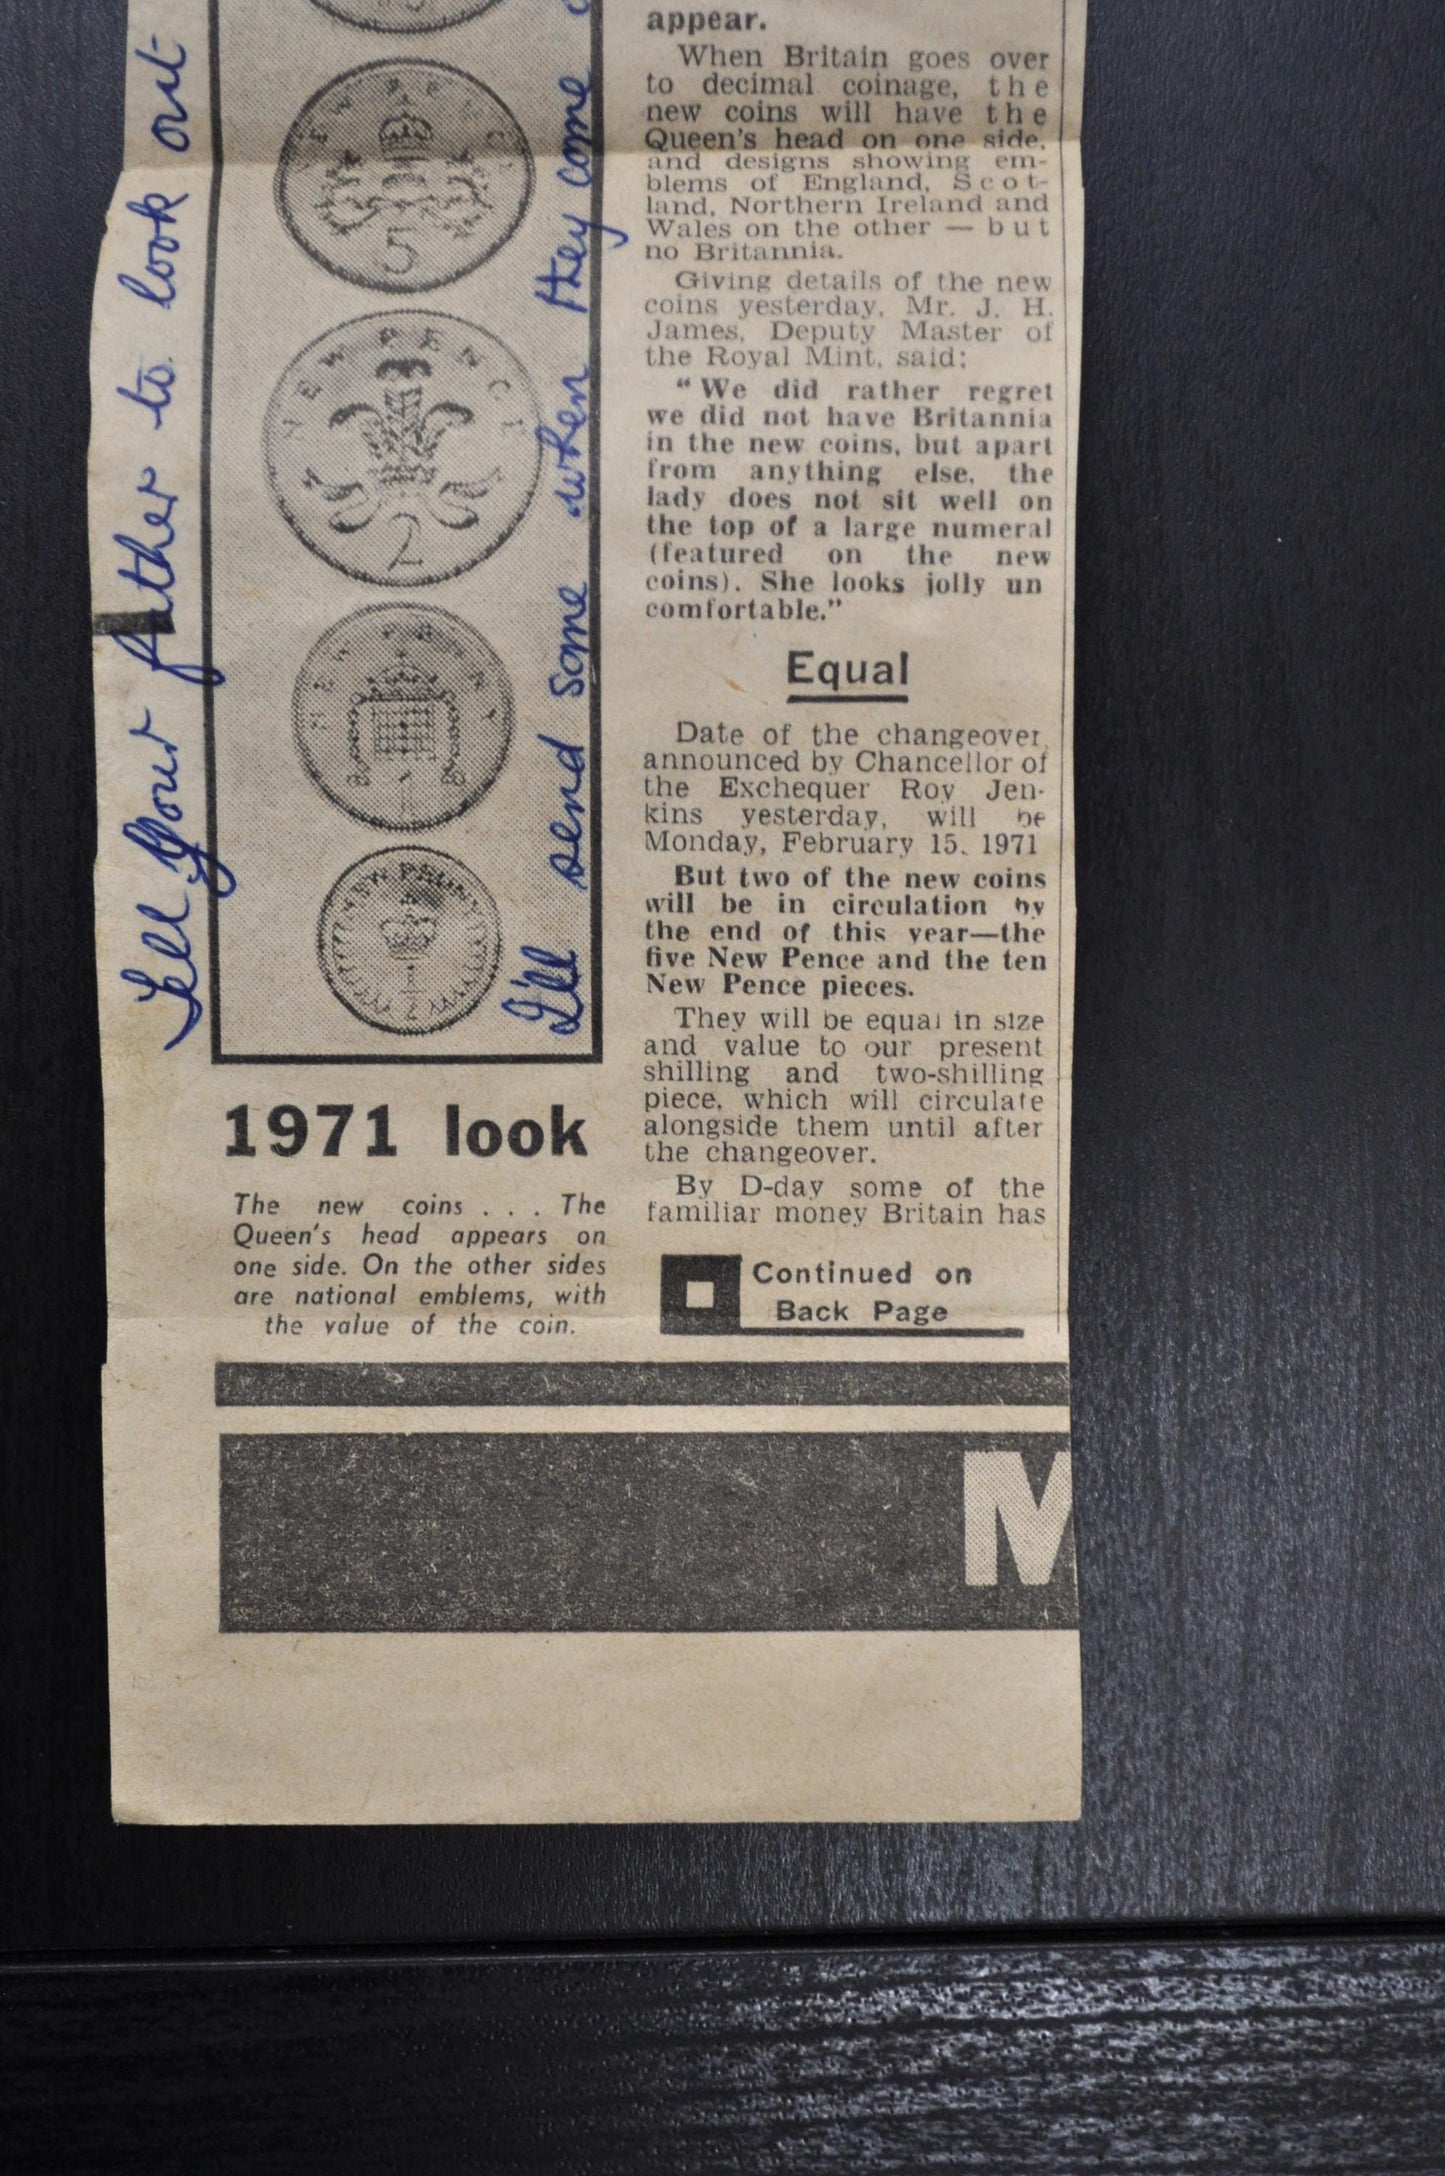 Tell Your father to look out
I'll send some when they come
NEW PENCE
5
NEW PENCE
2
NEW PENNY
1
NEW PENNY
1
2
1971 look
The new coins . . . The
Queen's head appears on
one side. On the other sides
are national emblems, with
the value of the coin.
appear.
When Britain goes over
to decimal coinage, the
new coins will have the
Queen's head on one side,
and designs showing em-
blems of England, Scot-
land, Northern Ireland and
Wales on the other — but
no Britannia.
Giving details of the new
coins yesterday, Mr. J. H.
James, Deputy Master of
the Royal Mint, said:
“We did rather regret
we did not have Britannia
in the new coins, but apart
from anything else, the
lady does not sit well on
the top of a large numeral
(featured on the new
coins). She looks jolly un
comfortable.”
Equal
Date of the changeover,
announced by Chancellor of
the Exchequer Roy Jen-
kins yesterday, will be
Monday, February 15, 1971
But two of the new coins
will be in circulation by
the end of this year—the
five New Pence and the ten
New Pence pieces.
They will be equal in size
and value to our present
shilling and two-shilling
piece, which will circulate
alongside them until after
the changeover.
By D-day some of the
familiar money Britain has
Continued on
Back Page
M